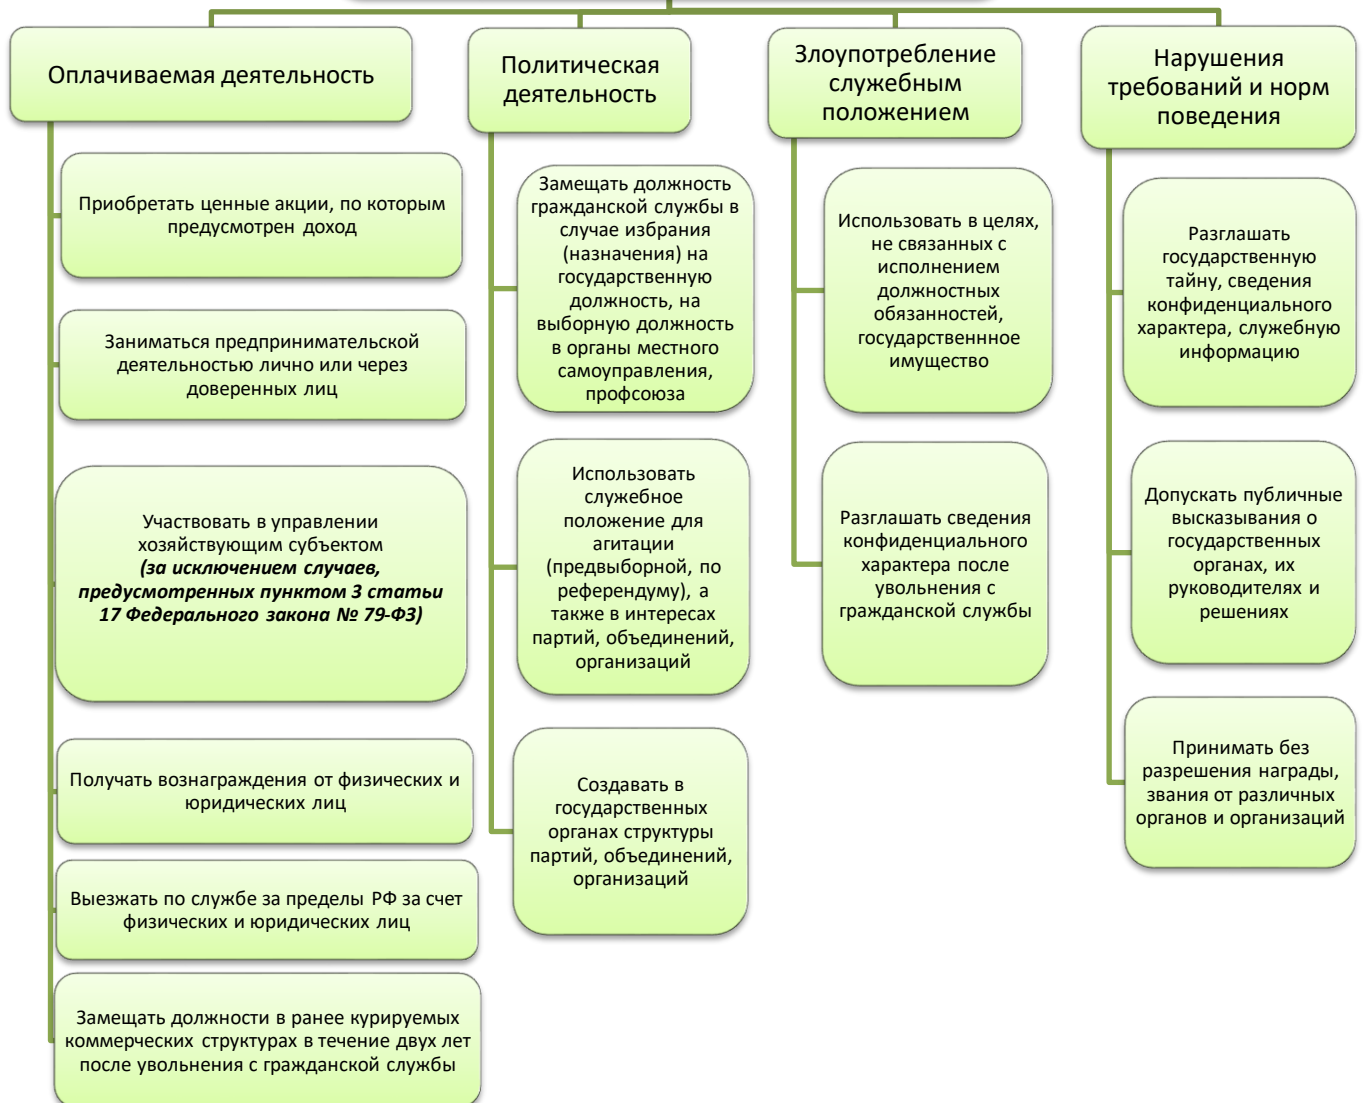 Оплачиваемая деятельность
Приобретать ценные акции, по которым
предусмотрен доход
Заниматься предпринимательской
деятельностью лично или через
доверенных лиц
Участвовать в управлении
хозяйствующим субъектом
(за исключением случаев,
предусмотренных пунктом 3 статьи
17 Федерального закона № 79-ФЗ)
Получать вознаграждения от физических и
юридических лиц
Выезжать по службе за пределы РФ за счет
физических и юридических лиц
Замещать должности в ранее курируемых
коммерческих структурах в течение двух лет
после увольнения с гражданской службы
Политическая
деятельность
Замещать должность
гражданской службы в
случае избрания
(назначения) на
государственную
должность, на
выборную должность
в органы местного
самоуправления,
профсоюза
Использовать
служебное
положение для
агитации
(предвыборной, по
референдуму), а
также в интересах
партий, объединений,
организаций
Создавать в
государственных
органах структуры
партий, объединений,
организаций
Злоупотребление
служебным
положением
Использовать в целях,
не связанных с
исполнением
должностных
обязанностей,
государственнное
имущество
Разглашать сведения
конфиденциального
характера после
увольнения с
гражданской службы
Нарушения
требований и норм
поведения
Разглашать
государственную
тайну, сведения
конфиденциального
характера, служебную
информацию
Допускать публичные
высказывания о
государственных
органах, их
руководителях и
решениях
Принимать без
разрешения награды,
звания от различных
органов и организаций